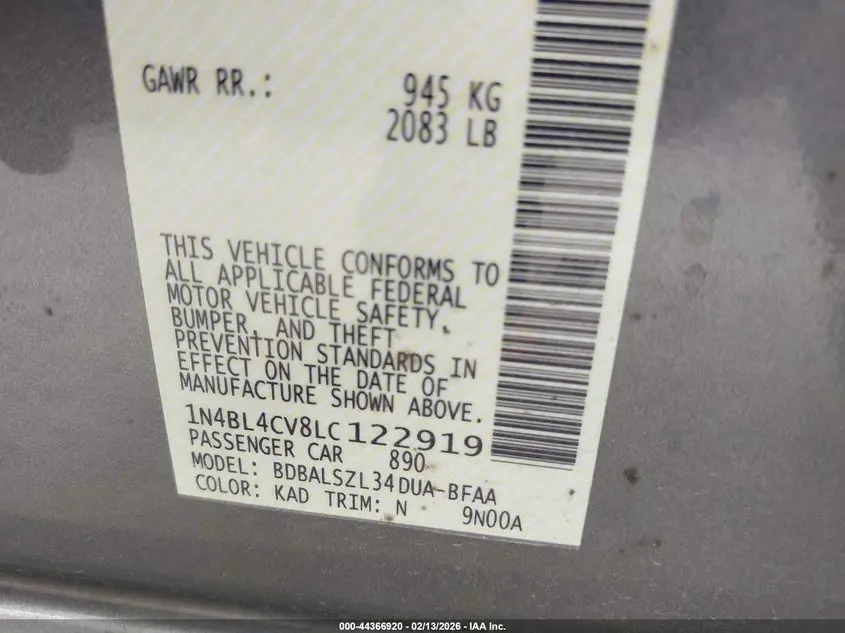 GAWR RR.: 945 KG
2083 LB
THIS VEHICLE CONFORMS TO
ALL APPLICABLE FEDERAL
MOTOR VEHICLE SAFETY,
BUMPER, AND THEFT
PREVENTION STANDARDS IN
EFFECT ON THE DATE OF
MANUFACTURE SHOWN ABOVE.
1N4BL4CV8LC122919
PASSENGER CAR 890
MODEL: BDBALSZL34DUA-BFAA
COLOR: KAD TRIM: N 9N00A
000-44366920 | 02/13/2026 - IAA Inc.